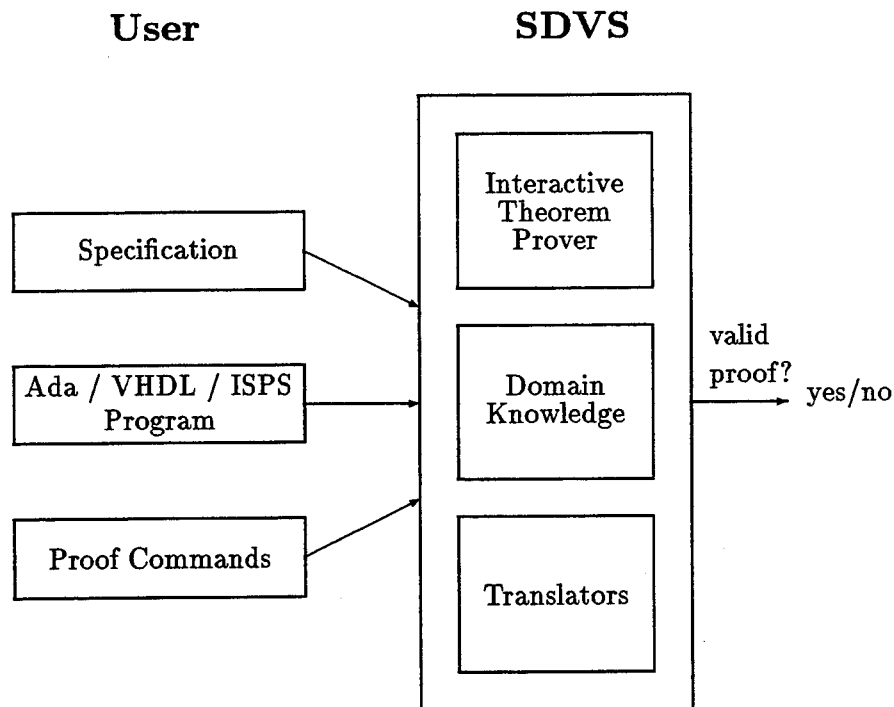 User
SDVS
Interactive
Theorem
Prover
Specification
Ada / VHDL / ISPS
Program
Domain
Knowledge
valid
proof?
yes/no
Proof Commands
Translators